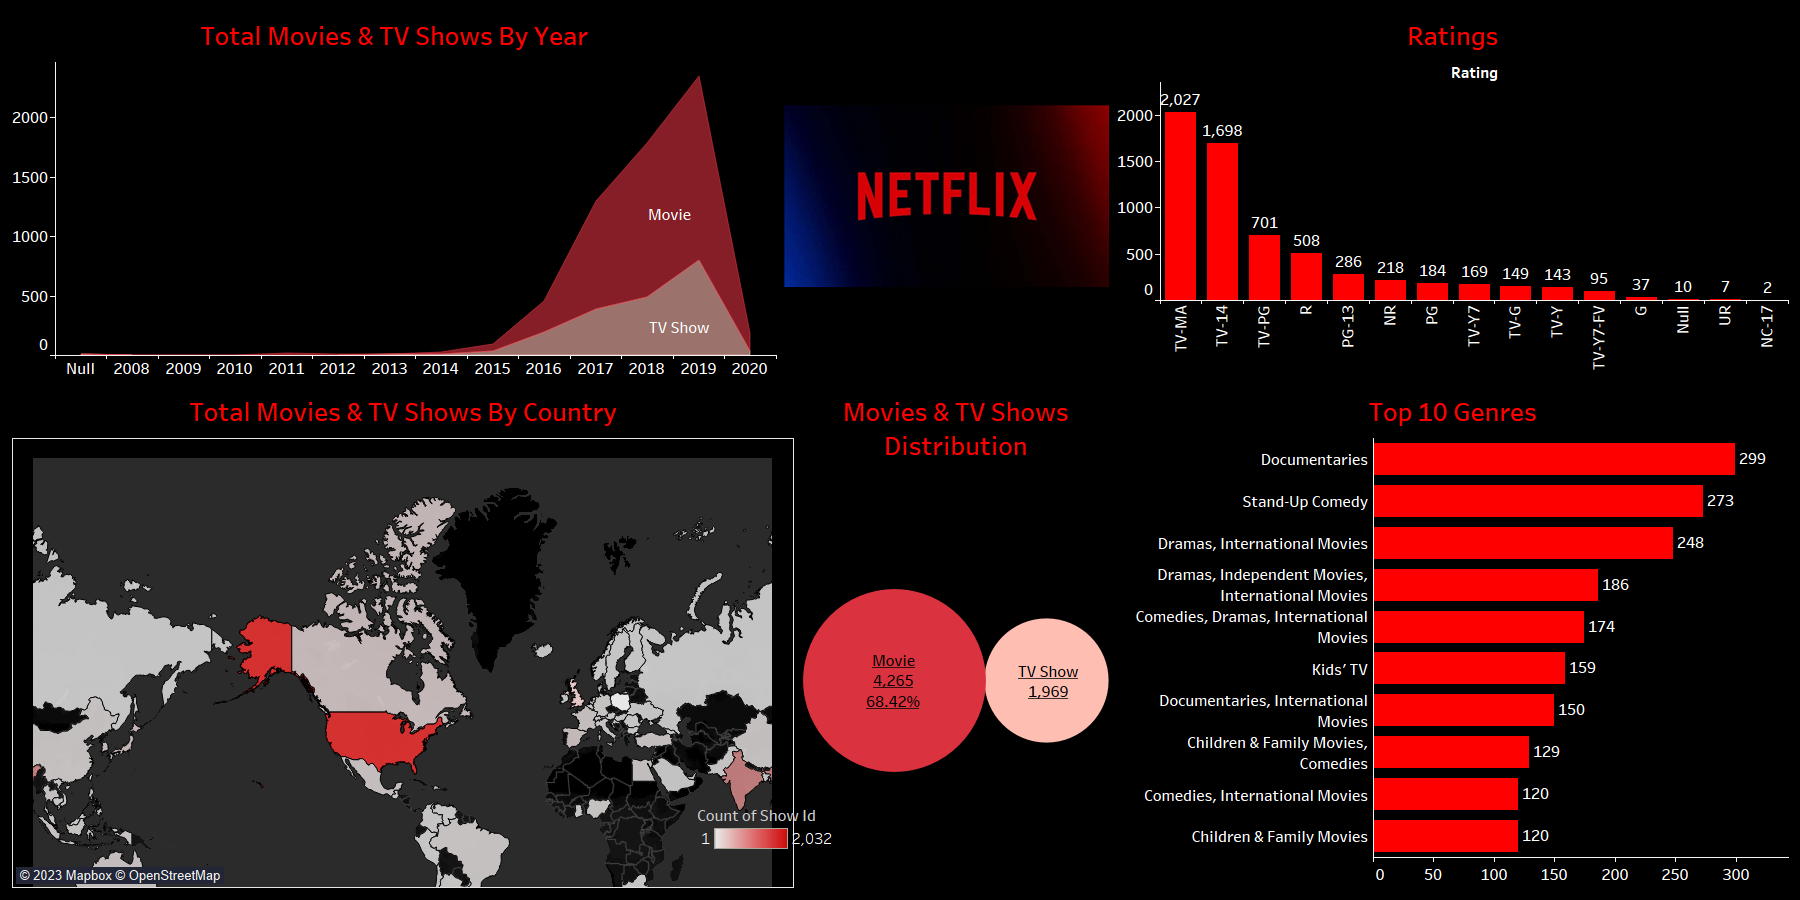 Total Movies & TV Shows By Year
2000
1500
1000
500
0
Movie
TV Show
Null 2008 2009 2010 2011 2012 2013 2014 2015 2016 2017 2018 2019 2020
NETFLIX
Ratings
Rating
2000
1500
1000
500
0
2,027
1,698
701
508
286
218
184
169
149
143
95
37
10
7
2
TV-MA
TV-14
TV-PG
R
PG-13
NR
PG
TV-Y7
TV-G
TV-Y
TV-Y7-FV
G
Null
UR
NC-17
Total Movies & TV Shows By Country
Count of Show Id
1 2,032
© 2023 Mapbox © OpenStreetMap
Movies & TV Shows
Distribution
Movie
4,265
68.42%
TV Show
1,969
Top 10 Genres
Documentaries 299
Stand-Up Comedy 273
Dramas, International Movies 248
Dramas, Independent Movies,
International Movies 186
Comedies, Dramas, International
Movies 174
Kids' TV 159
Documentaries, International
Movies 150
Children & Family Movies,
Comedies 129
Comedies, International Movies 120
Children & Family Movies 120
0 50 100 150 200 250 300